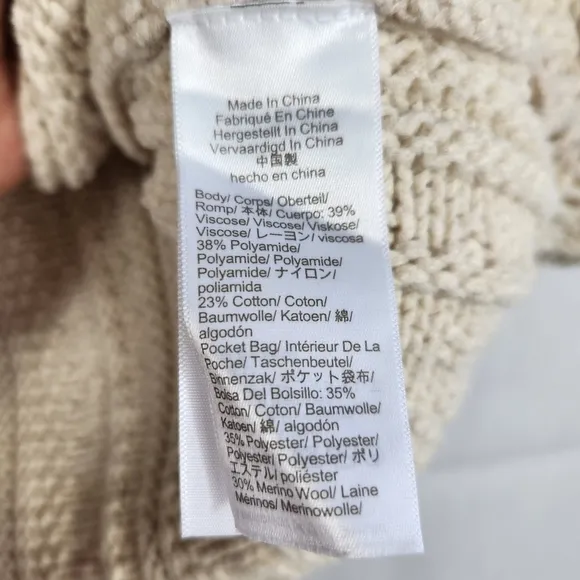 Made In China
Fabriqué En Chine
Hergestellt In China
Vervaardigd In China
中国製
hecho en china
Body/ Corps/ Oberteil/
Romp/ 本体/ Cuerpo: 39%
Viscose/ Viscose/ Viskose/
Viscose/ レーヨン/ viscosa
38% Polyamide/
Polyamide/ Polyamide/
Polyamide/ ナイロン/
poliamida
23% Cotton/ Coton/
Baumwolle/ Katoen/ 綿/
algodón
Pocket Bag/ Intérieur De La
Poche/ Taschenbeutel/
Binnenzak/ ポケット袋布/
Bolsa Del Bolsillo: 35%
Cotton/ Coton/ Baumwolle/
Katoen/ 綿/ algodón
35% Polyester/ Polyester/
Polyester/ Polyester/ ポリ
エステル/ poliéster
30% Merino Wool/ Laine
Mérinos/ Merinowolle/